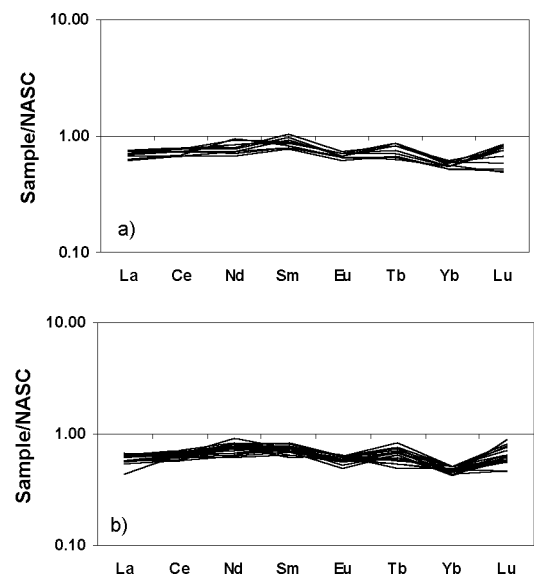 10.00
1.00
0.10
Sample/NASC
a)
La Ce Nd Sm Eu Tb Yb Lu
10.00
1.00
0.10
Sample/NASC
b)
La Ce Nd Sm Eu Tb Yb Lu